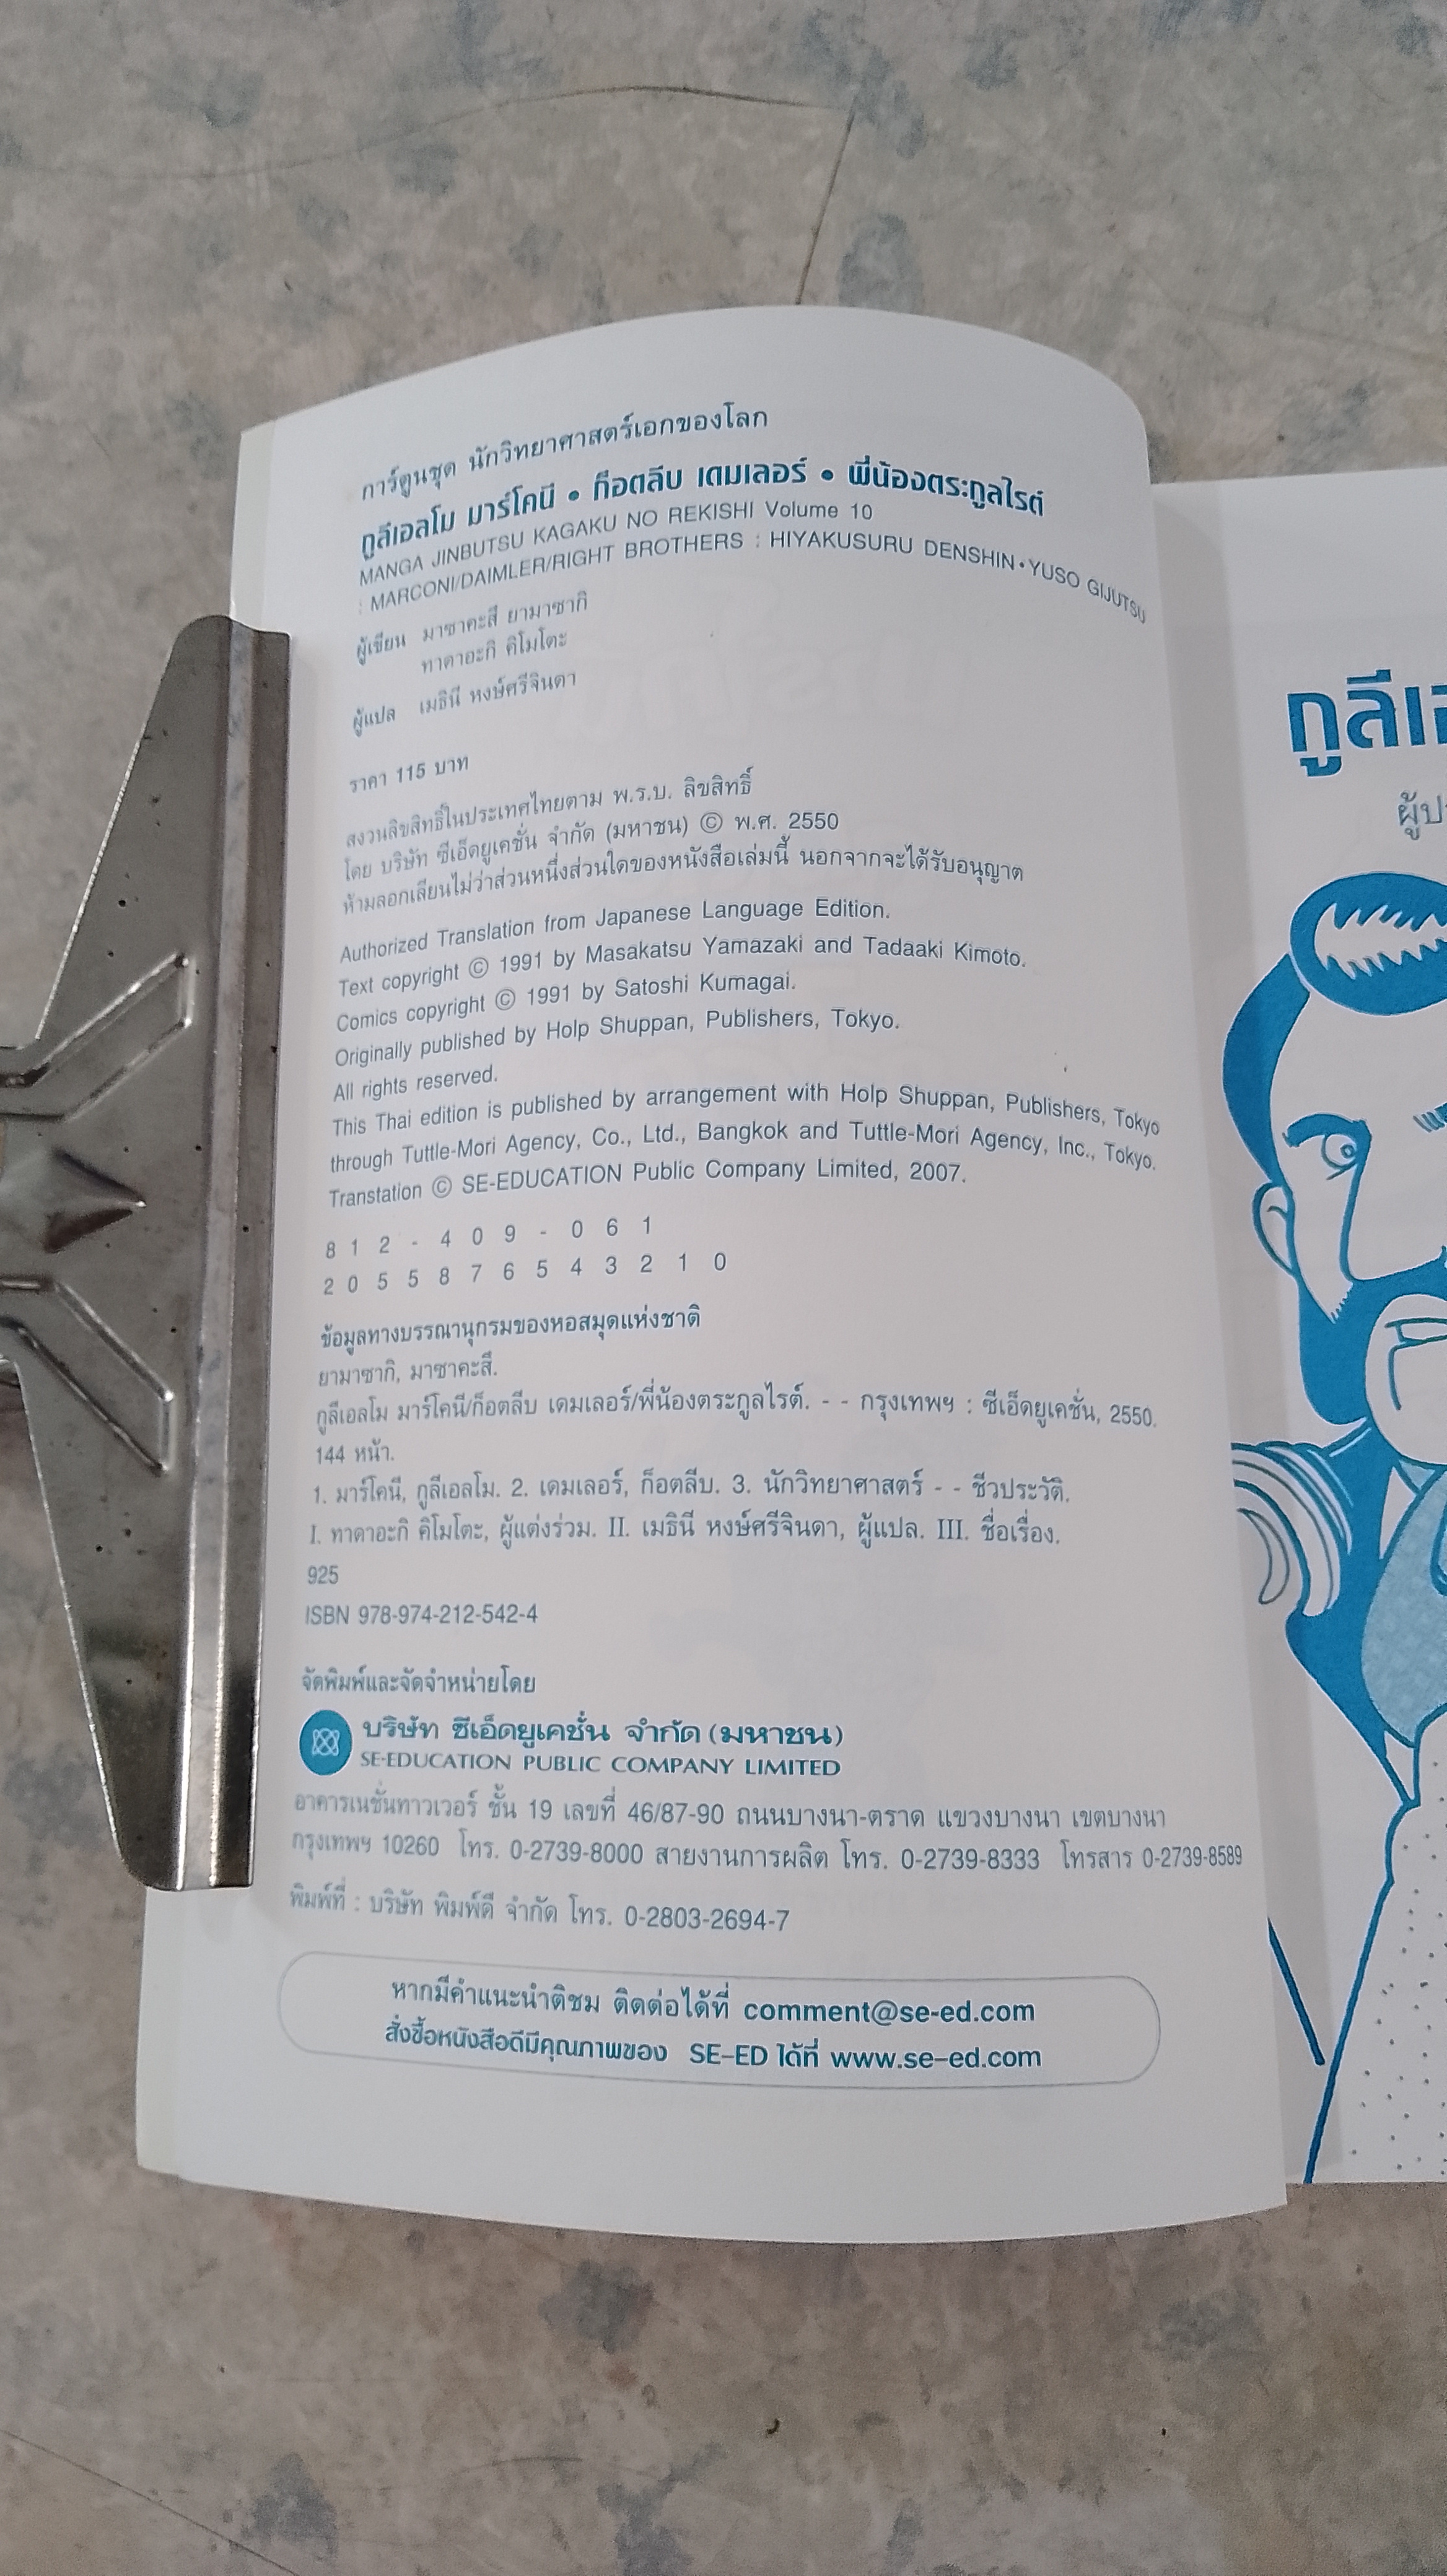 การ์ตูนชุด นักวิทยาศาสตร์เอกของโลก
กูลีเอลโม มาร์โคนี • ก็อตลีบ เดมเลอร์ • พี่น้องตระกูลไรต์
MANGA JINBUTSU KAGAKU NO REKISHI Volume 10
: MARCONI/DAIMLER/RIGHT BROTHERS : HIYAKUSURU DENSHIN•YUSO GIJUTSU
ผู้เขียน มาซาคะสึ ยามาซากิ
ทาดาอะกิ คิโมโตะ
ผู้แปล เมธินี หงษ์ศรีจินดา
ราคา 115 บาท
สงวนลิขสิทธิ์ในประเทศไทยตาม พ.ร.บ. ลิขสิทธิ์
โดย บริษัท ซีเอ็ดยูเคชั่น จำกัด (มหาชน) © พ.ศ. 2550
ห้ามลอกเลียนไม่ว่าส่วนหนึ่งส่วนใดของหนังสือเล่มนี้ นอกจากจะได้รับอนุญาต
Authorized Translation from Japanese Language Edition.
Text copyright © 1991 by Masakatsu Yamazaki and Tadaaki Kimoto.
Comics copyright © 1991 by Satoshi Kumagai.
Originally published by Holp Shuppan, Publishers, Tokyo.
All rights reserved.
This Thai edition is published by arrangement with Holp Shuppan, Publishers, Tokyo
through Tuttle-Mori Agency, Co., Ltd., Bangkok and Tuttle-Mori Agency, Inc., Tokyo.
Transtation © SE-EDUCATION Public Company Limited, 2007.
8 1 2 - 4 0 9 - 0 6 1
2 0 5 5 8 7 6 5 4 3 2 1 0
ข้อมูลทางบรรณานุกรมของหอสมุดแห่งชาติ
ยามาซากิ, มาซาคะสึ.
กูลีเอลโม มาร์โคนี/ก็อตลีบ เดมเลอร์/พี่น้องตระกูลไรต์. - - กรุงเทพฯ : ซีเอ็ดยูเคชั่น, 2550.
144 หน้า.
1. มาร์โคนี, กูลีเอลโม. 2. เดมเลอร์, ก็อตลีบ. 3. นักวิทยาศาสตร์ - - ชีวประวัติ.
I. ทาดาอะกิ คิโมโตะ, ผู้แต่งร่วม. II. เมธินี หงษ์ศรีจินดา, ผู้แปล. III. ชื่อเรื่อง.
925
ISBN 978-974-212-542-4
จัดพิมพ์และจัดจำหน่ายโดย
บริษัท ซีเอ็ดยูเคชั่น จำกัด (มหาชน)
SE-EDUCATION PUBLIC COMPANY LIMITED
อาคารเนชั่นทาวเวอร์ ชั้น 19 เลขที่ 46/87-90 ถนนบางนา-ตราด แขวงบางนา เขตบางนา
กรุงเทพฯ 10260 โทร. 0-2739-8000 สายงานการผลิต โทร. 0-2739-8333 โทรสาร 0-2739-8589
พิมพ์ที่ : บริษัท พิมพ์ดี จำกัด โทร. 0-2803-2694-7
หากมีคำแนะนำติชม ติดต่อได้ที่ comment@se-ed.com
สั่งซื้อหนังสือดีมีคุณภาพของ SE-ED ได้ที่ www.se-ed.com